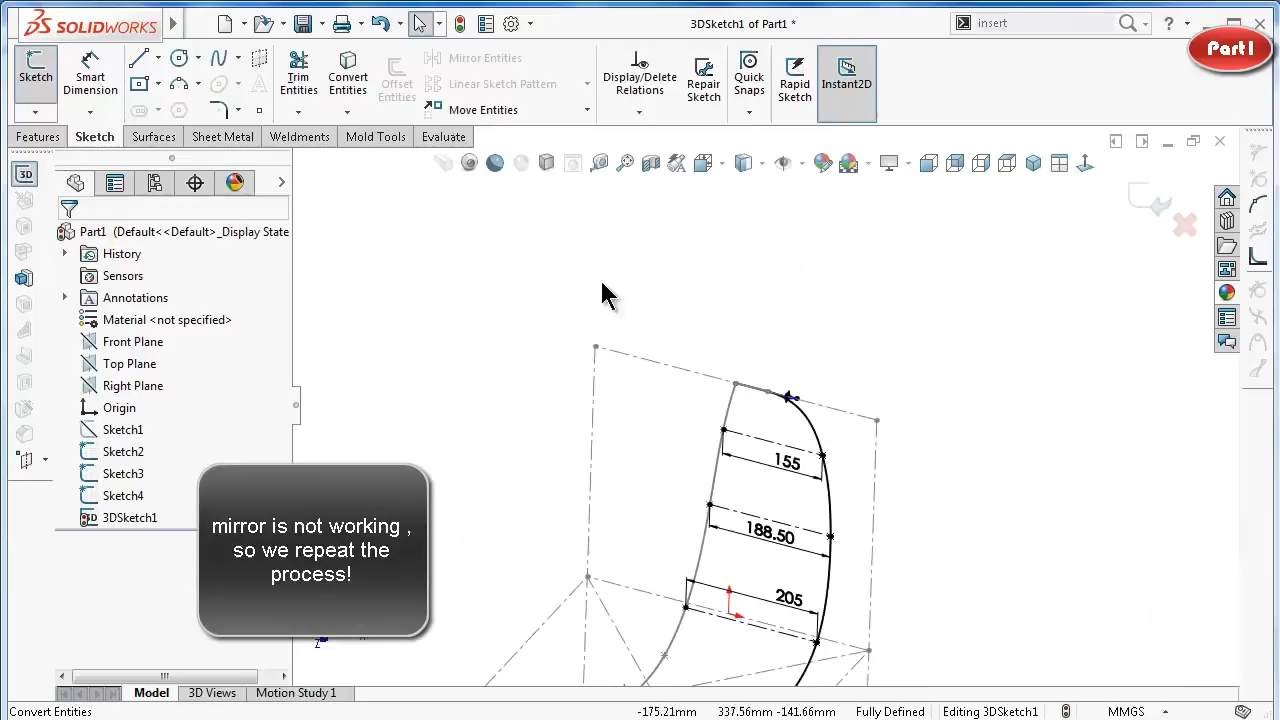 SOLIDWORKS
3DSketch1 of Part1 *
insert
?
Part1
Sketch
Smart
Dimension
Trim
Entities
Convert
Entities
Offset
Entities
Mirror Entities
Linear Sketch Pattern
Move Entities
Display/Delete
Relations
Repair
Sketch
Quick
Snaps
Rapid
Sketch
Instant2D
Features
Sketch
Surfaces
Sheet Metal
Weldments
Mold Tools
Evaluate
3D
Part1 (Default<<Default>_Display State
History
Sensors
Annotations
Material <not specified>
Front Plane
Top Plane
Right Plane
Origin
Sketch1
Sketch2
Sketch3
Sketch4
3D 3DSketch1
155
188.50
205
mirror is not working ,
so we repeat the
process!
Model
3D Views
Motion Study 1
Convert Entities
-175.21mm
337.56mm -141.66mm
Fully Defined
Editing 3DSketch1
MMGS